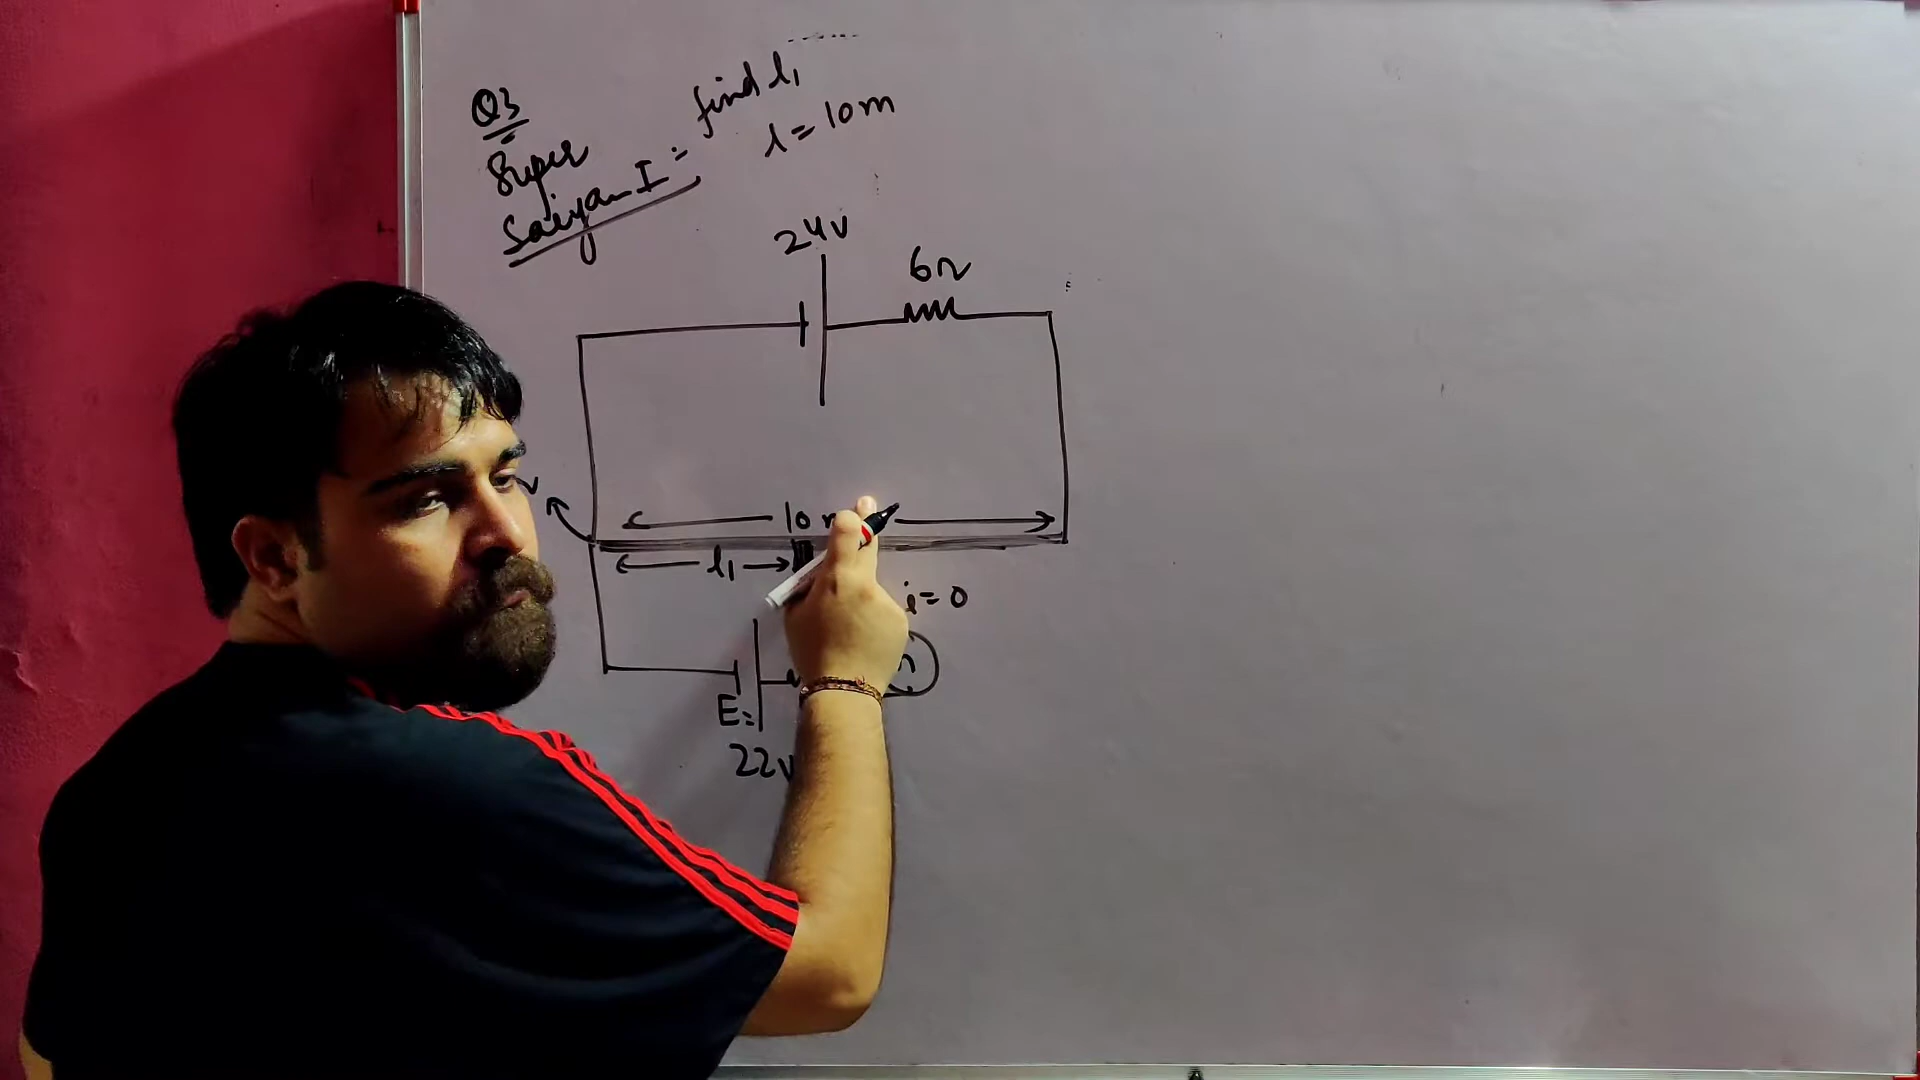 Q3
Super
Saiyan I :- find l₁
l = 10m
24v
6Ω
10
l₁
i=0
E=
22v